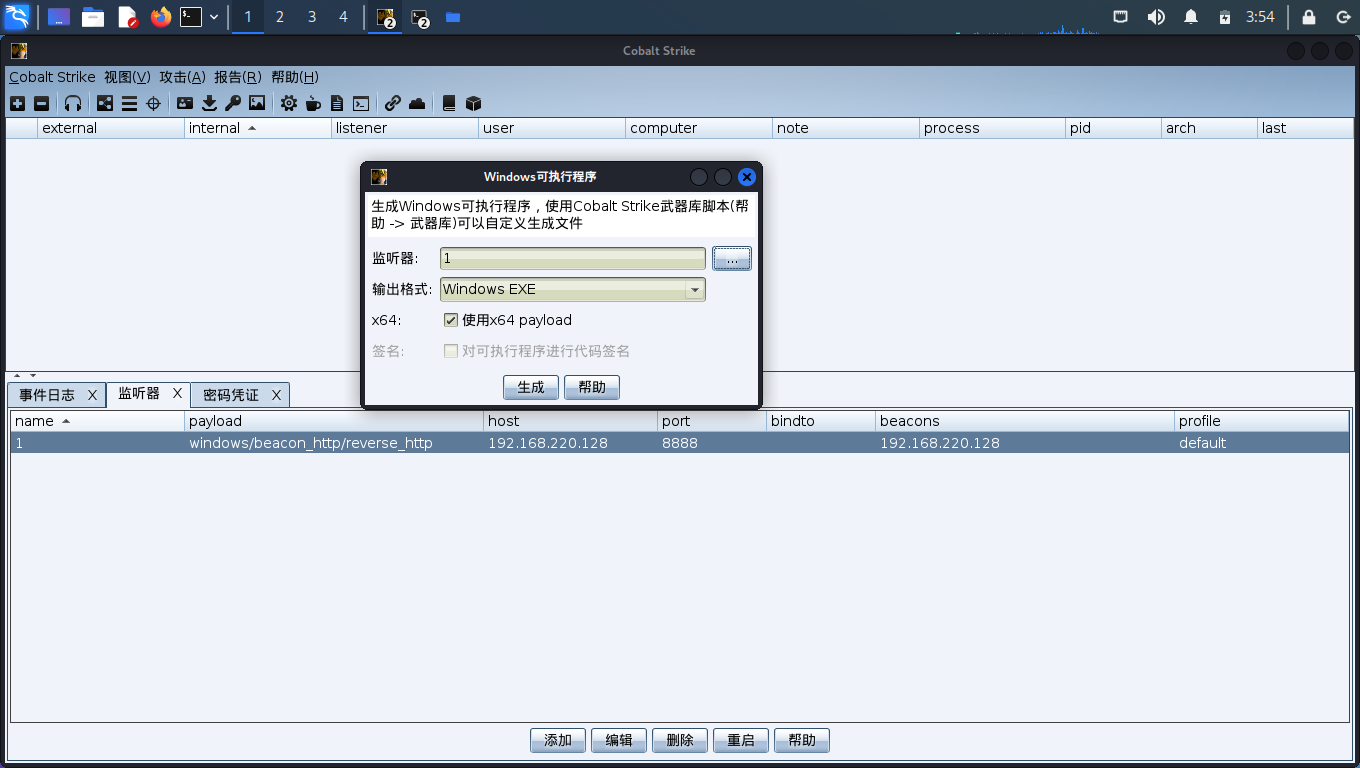 1 2 3 4 2 2 3:54
Cobalt Strike
Cobalt Strike 视图(V) 攻击(A) 报告(R) 帮助(H)
external internal listener user computer note process pid arch last
Windows可执行程序
生成Windows可执行程序，使用Cobalt Strike武器库脚本(帮
助 -> 武器库)可以自定义生成文件
监听器: 1 ...
输出格式: Windows EXE
x64: 使用x64 payload
签名: 对可执行程序进行代码签名
生成 帮助
事件日志 X 监听器 X 密码凭证 X
name payload host port bindto beacons profile
1 windows/beacon_http/reverse_http 192.168.220.128 8888 192.168.220.128 default
添加 编辑 删除 重启 帮助